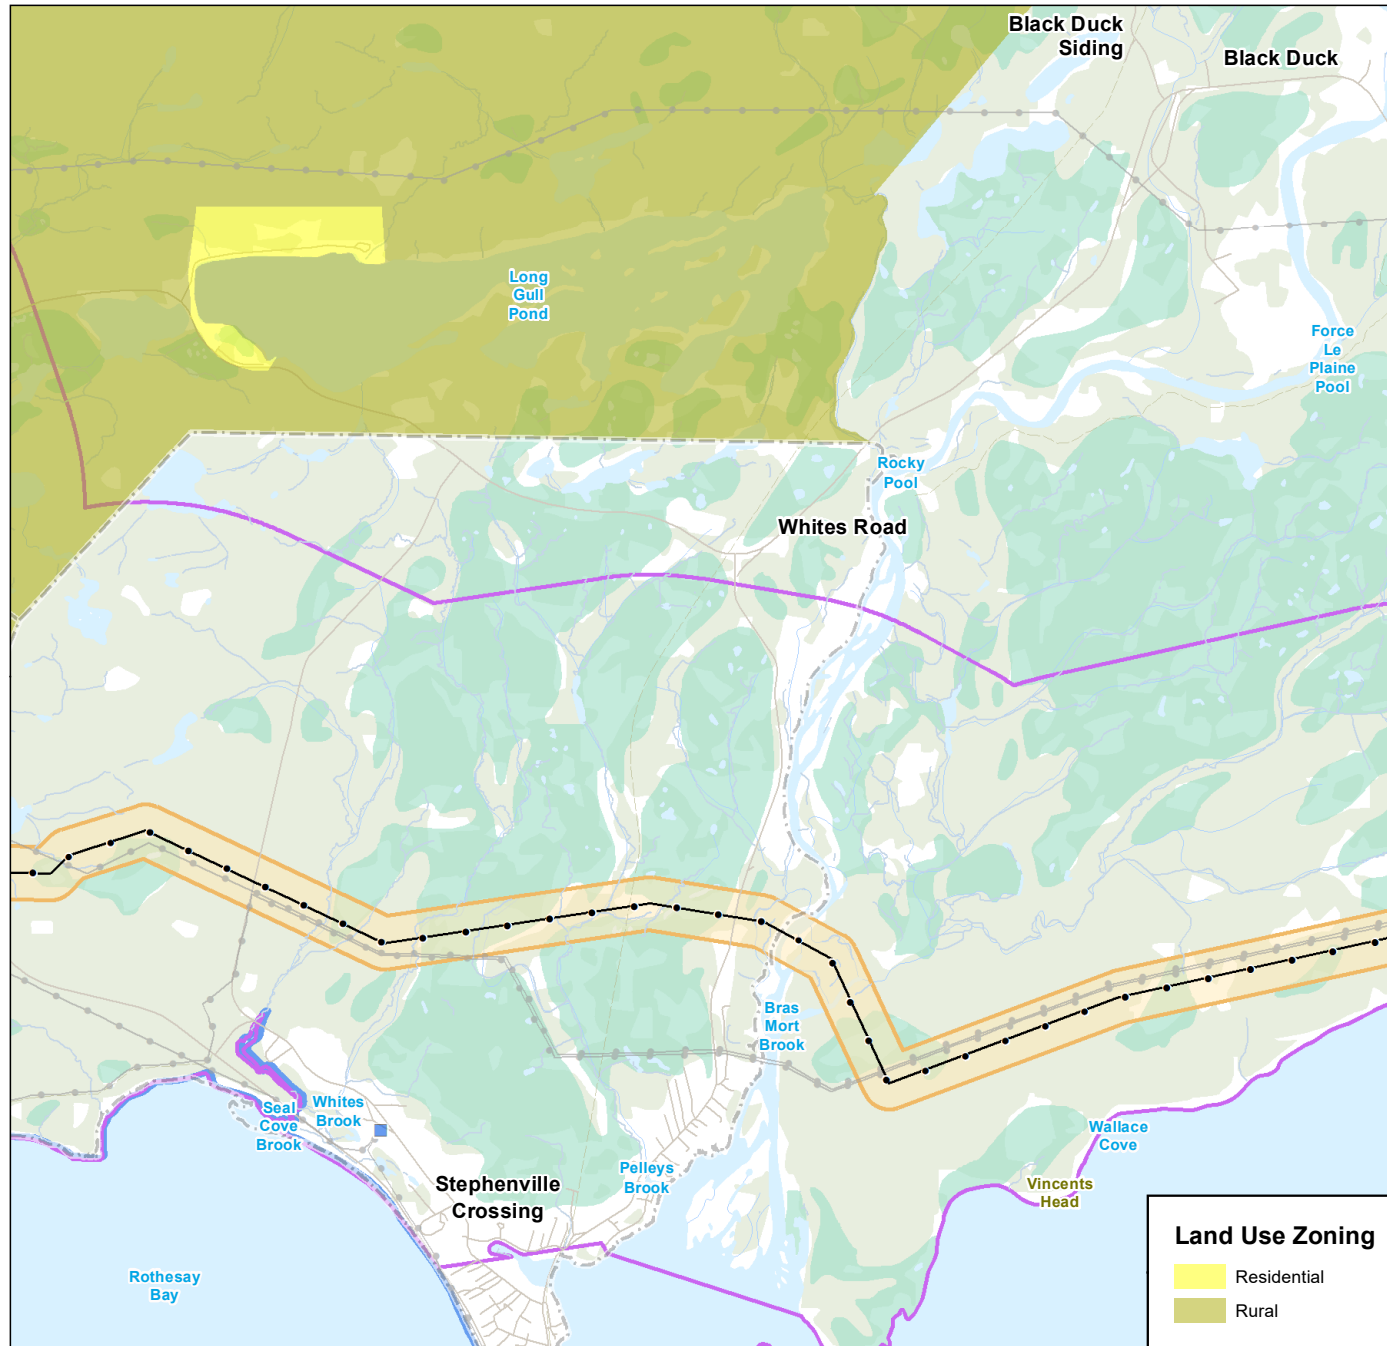 Black Duck
Siding
Black Duck
Long
Gull
Pond
Force
Le
Plaine
Pool
Rocky
Pool
Whites Road
Bras
Mort
Brook
Seal
Cove
Brook
Whites
Brook
Wallace
Cove
Pelleys
Brook
Vincents
Head
Stephenville
Crossing
Rothesay
Bay
Land Use Zoning
Residential
Rural